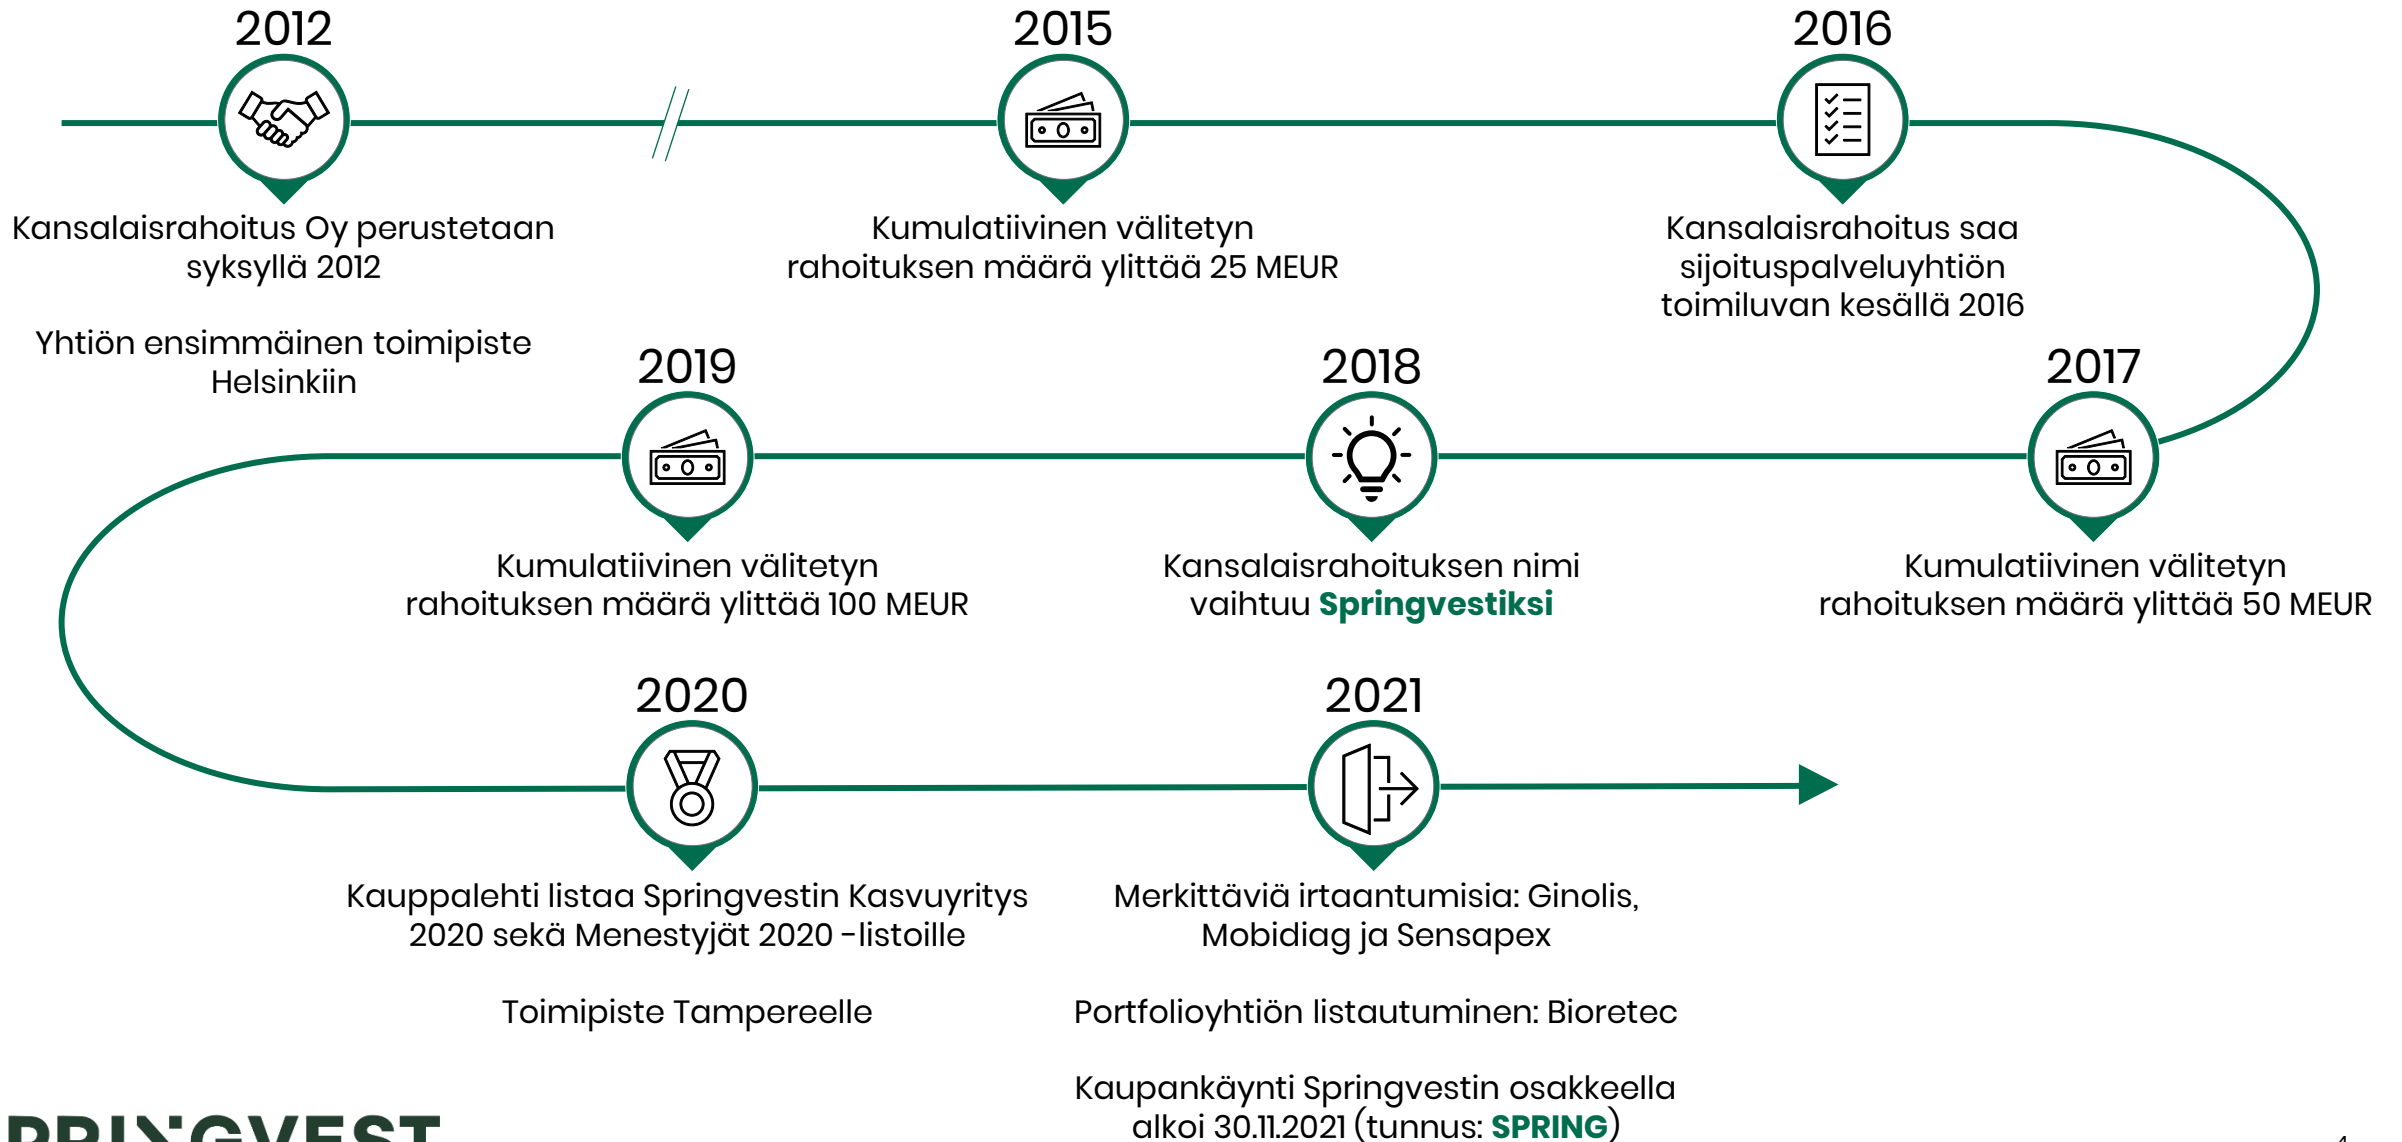 2012
Kansalaisrahoitus Oy perustetaan
syksyllä 2012
Yhtiön ensimmäinen toimipiste
Helsinkiin
2015
Kumulatiivinen välitetyn
rahoituksen määrä ylittää 25 MEUR
2016
Kansalaisrahoitus saa
sijoituspalveluyhtiön
toimiluvan kesällä 2016
2017
Kumulatiivinen välitetyn
rahoituksen määrä ylittää 50 MEUR
2018
Kansalaisrahoituksen nimi
vaihtuu Springvestiksi
2019
Kumulatiivinen välitetyn
rahoituksen määrä ylittää 100 MEUR
2020
Kauppalehti listaa Springvestin Kasvuyritys
2020 sekä Menestyjät 2020 -listoille
Toimipiste Tampereelle
2021
Merkittäviä irtaantumisia: Ginolis,
Mobidiag ja Sensapex
Portfolioyhtiön listautuminen: Bioretec
Kaupankäynti Springvestin osakkeella
alkoi 30.11.2021 (tunnus: SPRING)
PRINGVEST
4